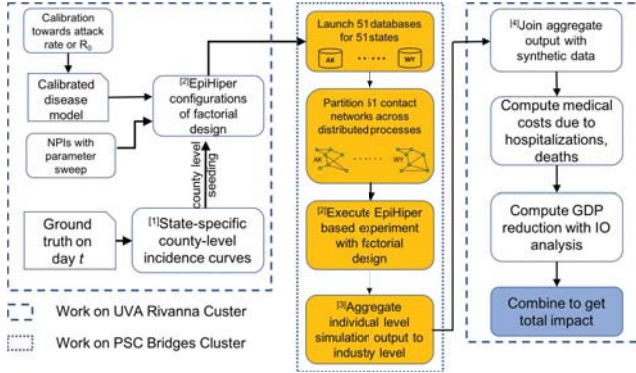 Calibration
towards attack
rate or R0
Calibrated
disease
model
NPIs with
parameter
sweep
Ground
truth on
day t
[2]EpiHiper
configurations
of factorial
design
county level
seeding
[1]State-specific
county-level
incidence curves
Work on UVA Rivanna Custer
Work on PSC Bridges Cluster
Launch 51 databases
for 51 states
AK
......
WY
Partition 51 contact
networks across
distributed processes
AK
......
WY
[2]Execute EpiHiper
based experiment
with factorial
design
[3]Aggregate
individual level
simulation output to
industry level
[4]Join aggregate
output with
synthetic data
Compute medical
costs due to
hospitalizations,
deaths
Compute GDP
reduction with IO
analysis
Combine to get
total impact